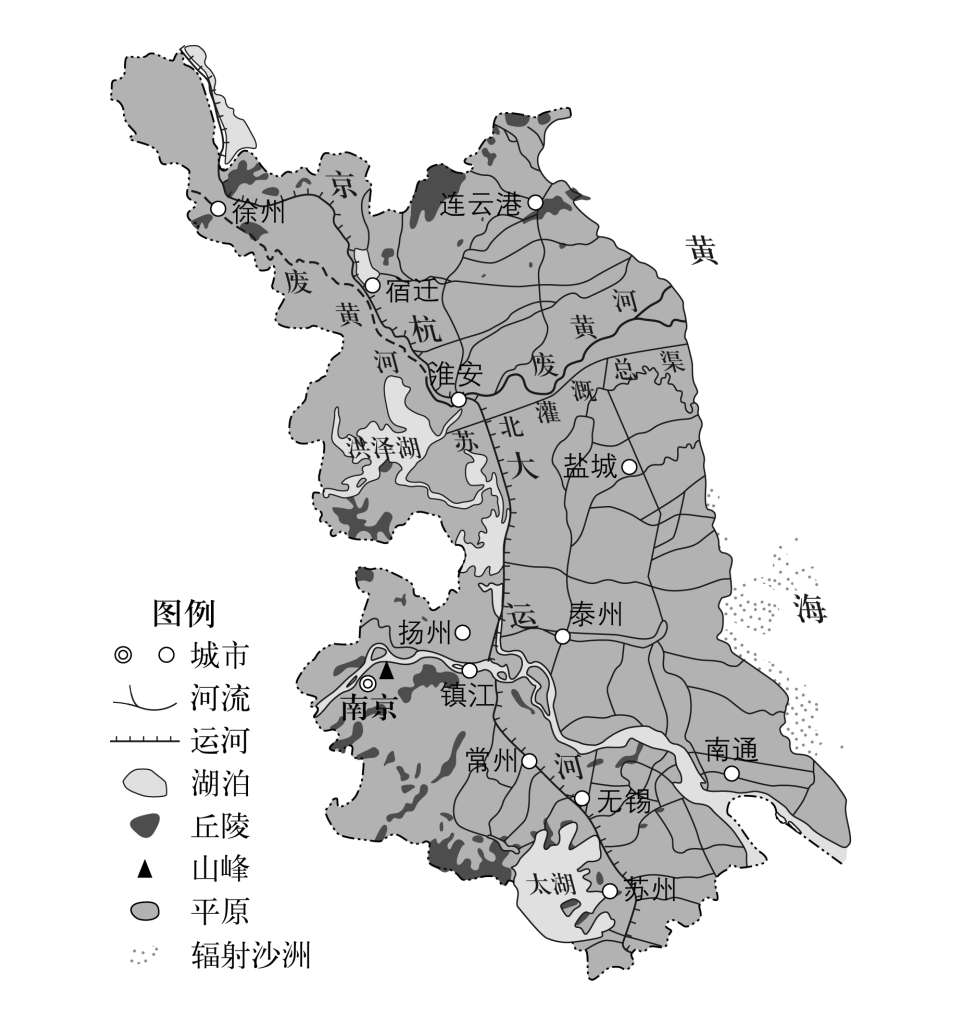 京
连云港
徐州
黄
废
宿迁
黄
河
杭
黄
河
废
总
渠
淮安
溉
灌
北
苏
洪泽湖
大
盐城
图例
海
运
泰州
扬州
城市
镇江
河流
南京
运河
常州
河
南通
湖泊
无锡
丘陵
山峰
太湖
苏州
平原
辐射沙洲